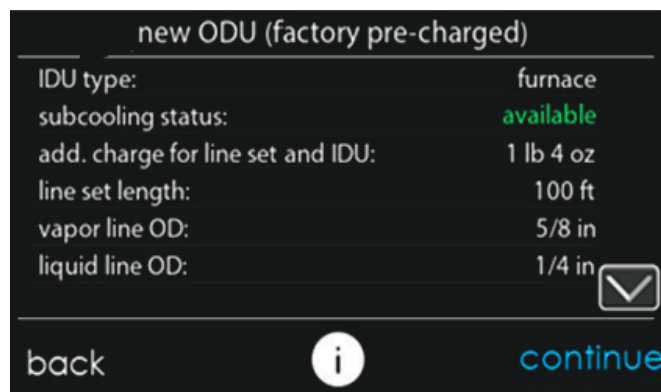 new ODU (factory pre-charged)
IDU type: furnace
subcooling status: available
add. charge for line set and IDU: 1 lb 4 oz
line set length: 100 ft
vapor line OD: 5/8 in
liquid line OD: 1/4 in
back i continue